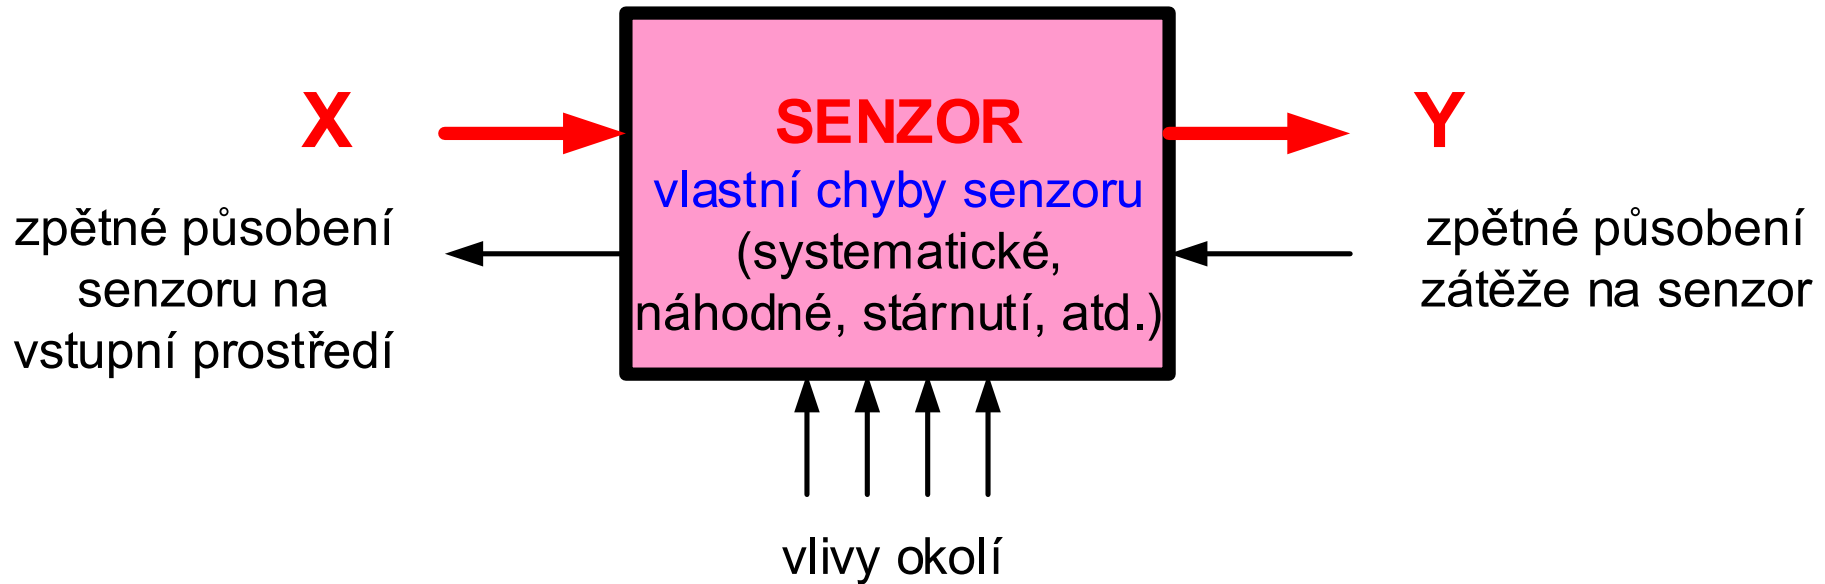 X
SENZOR
Y
vlastní chyby senzoru
(systematické,
náhodné, stárnutí, atd.)
zpětné působení
senzoru na
vstupní prostředí
zpětné působení
zátěže na senzor
vlivy okolí